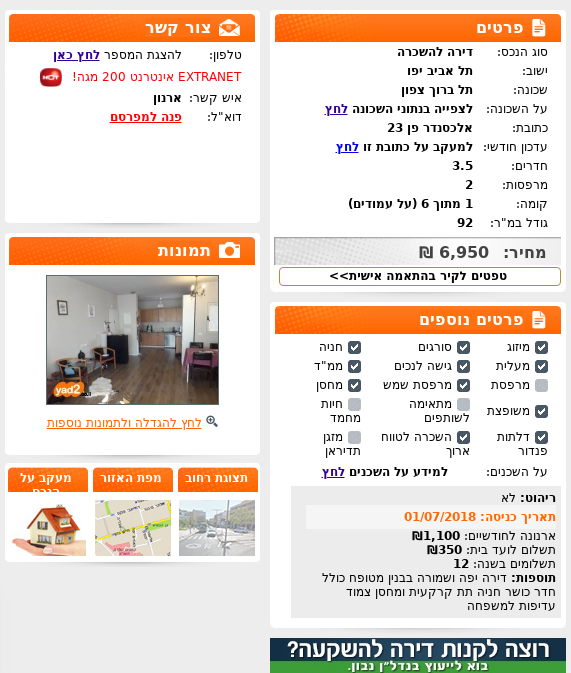 פרטים
סוג הנכס: דירה להשכרה
ישוב: תל אביב יפו
שכונה: תל ברוך צפון
על השכונה: לצפייה בנתוני השכונה לחץ
כתובת: אלכסנדר פן 23
עדכון חודשי: למעקב על כתובת זו לחץ
חדרים: 3.5
מרפסות: 2
קומה: 1 מתוך 6 (על עמודים)
גודל במ"ר: 92
מחיר: 6,950 ₪
טפטים לקיר בהתאמה אישית>>
פרטים נוספים
מיזוג סורגים חניה
מעלית גישה לנכים ממ"ד
מרפסת מרפסת שמש מחסן
משופצת מתאימה לשותפים חיות מחמד
דלתות פנדור השכרה לטווח ארוך מזגן תדיראן
על השכנים: למידע על השכנים לחץ
ריהוט: לא
תאריך כניסה: 01/07/2018
ארנונה לחודשיים: 1,100₪
תשלום לועד בית: 350₪
תשלומים בשנה: 12
תוספות: דירה יפה ושמורה בבנין מטופח כולל
חדר כושר חניה תת קרקעית ומחסן צמוד
עדיפות למשפחה
רוצה לקנות דירה להשקעה?
בוא לייעוץ בנדל"ן נבון.
צור קשר
טלפון: להצגת המספר לחץ כאן
EXTRANET אינטרנט 200 מגה!
HOT
איש קשר: ארנון
דוא"ל: פנה למפרסם
תמונות
yad2
לחץ להגדלה ולתמונות נוספות
תצוגת רחוב
מפת האזור
מעקב על